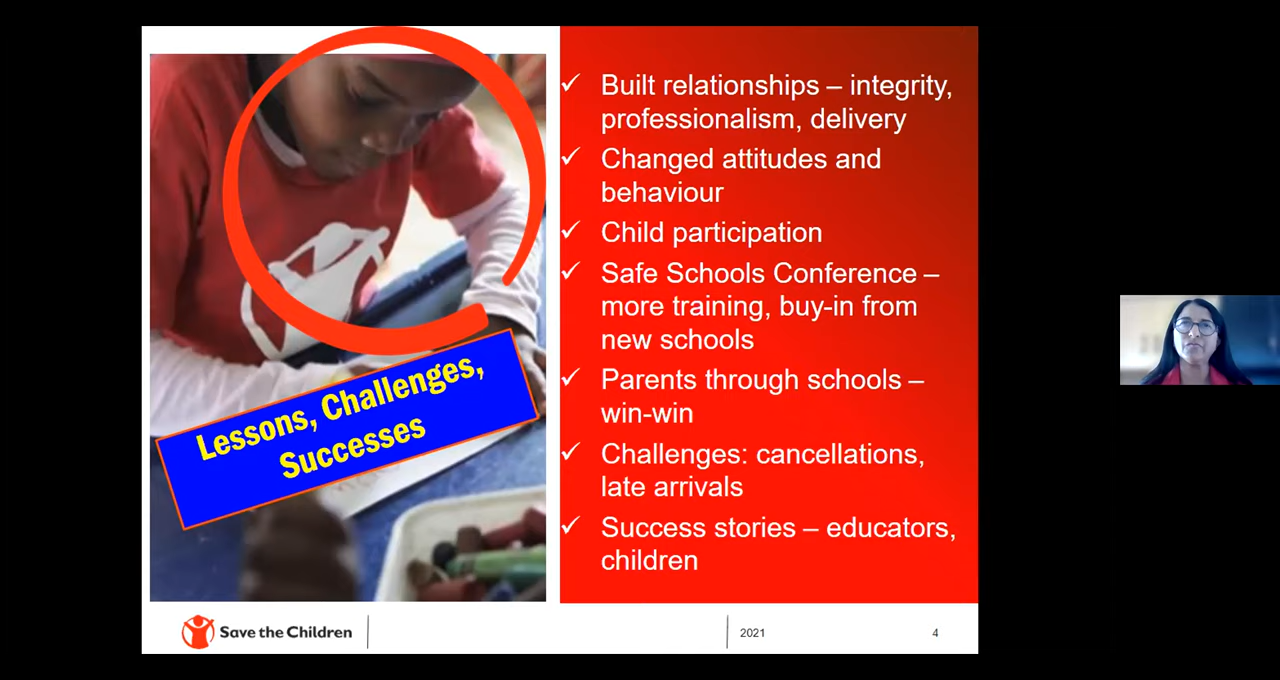 Built relationships – integrity,
professionalism, delivery
Changed attitudes and
behaviour
Child participation
Safe Schools Conference –
more training, buy-in from
new schools
Parents through schools –
win-win
Challenges: cancellations,
late arrivals
Success stories – educators,
children
Lessons, Challenges,
Successes
Save the Children
2021
4